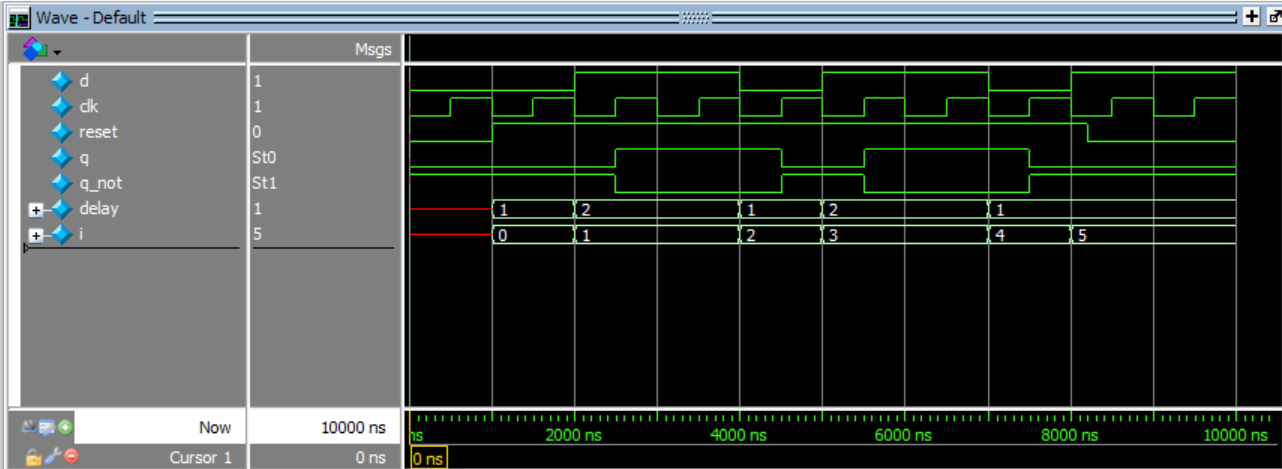 Wave - Default
Msgs
d 1
clk 1
reset 0
q St0
q_not St1
delay 1 1 2 1 2 1
i 5 0 1 2 3 4 5
Now 10000 ns ns 2000 ns 4000 ns 6000 ns 8000 ns 10000 ns
Cursor 1 0 ns 0 ns